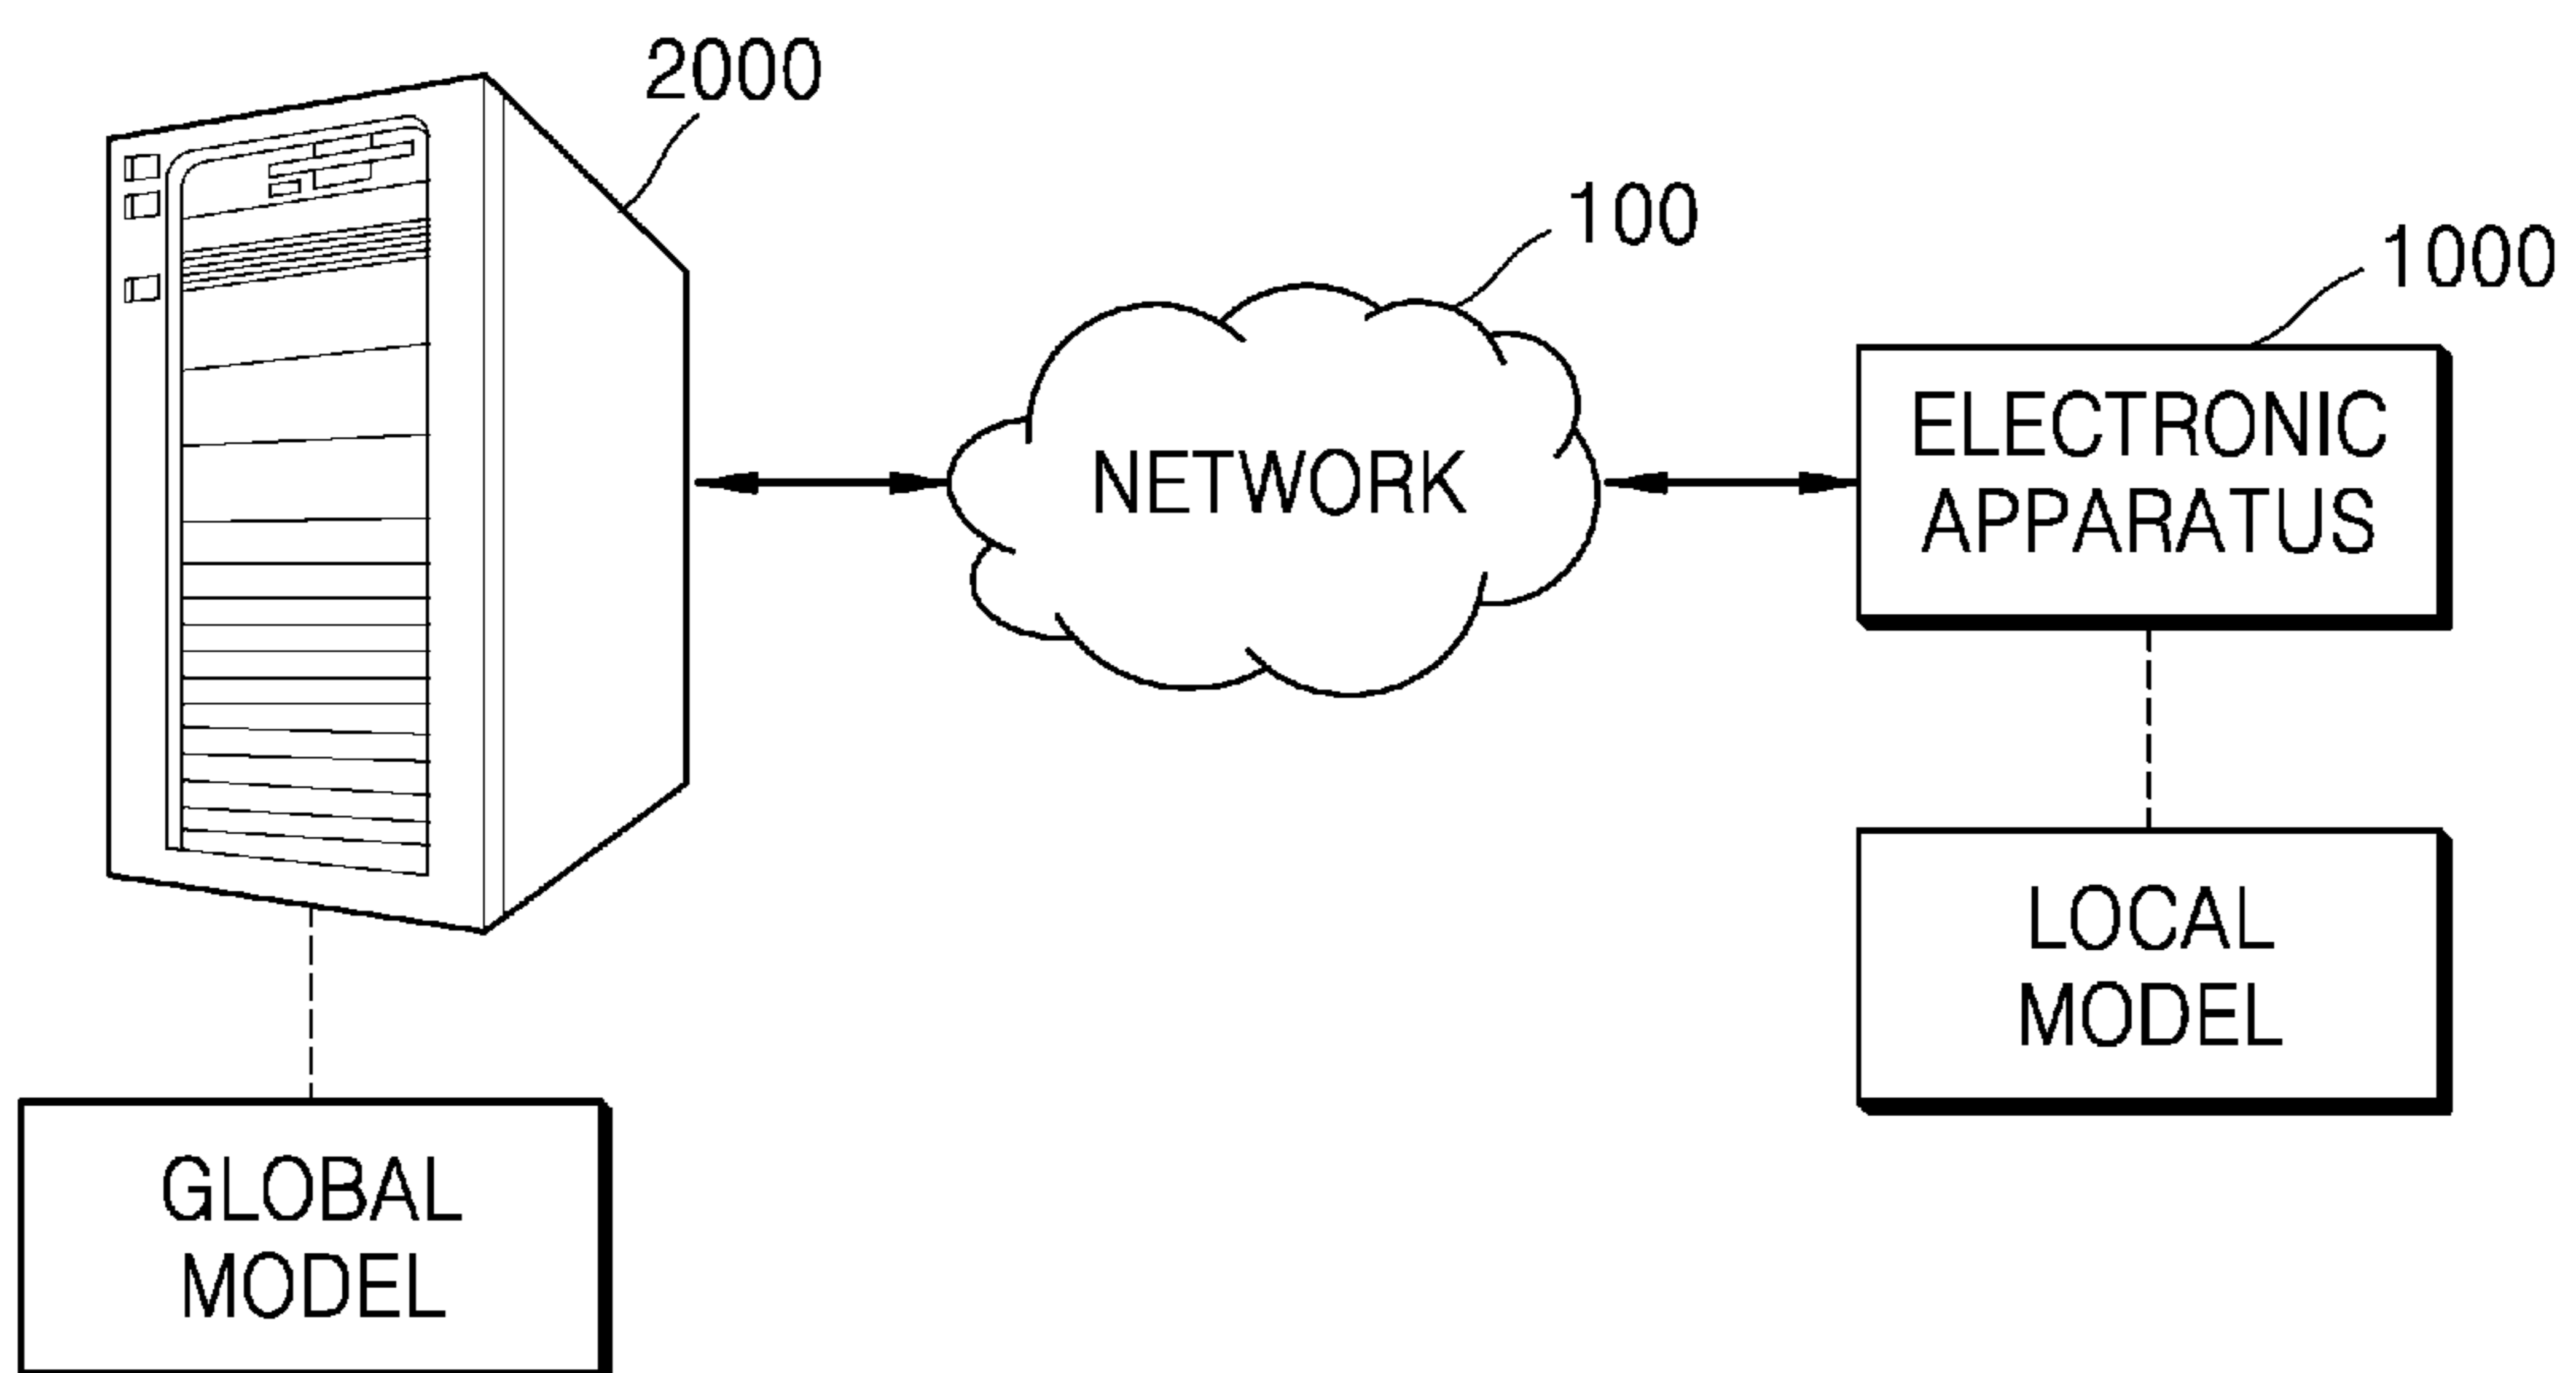 2000
100
1000
NETWORK
ELECTRONIC
APPARATUS
LOCAL
MODEL
GLOBAL
MODEL